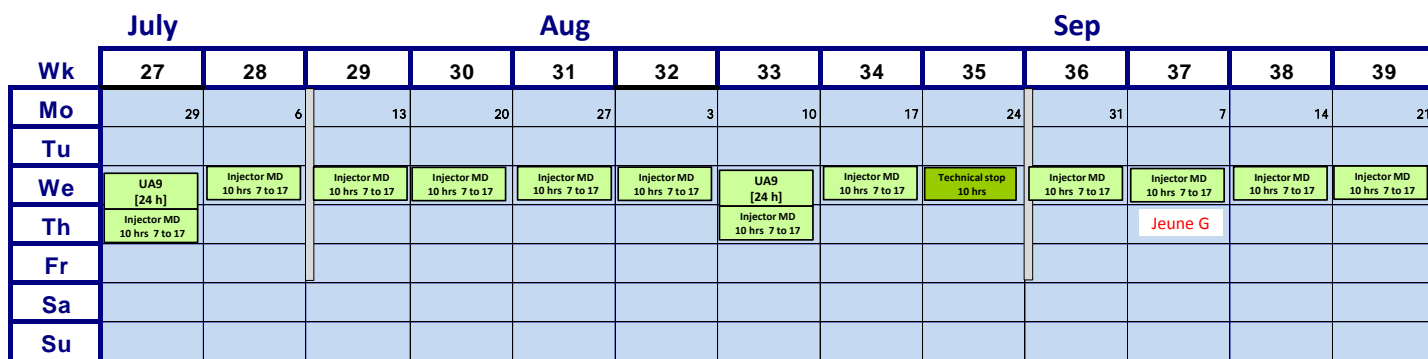 July Aug Sep
Wk 27 28 29 30 31 32 33 34 35 36 37 38 39
Mo 29 6 13 20 27 3 10 17 24 31 7 14 21
Tu
We UA9 Injector MD Injector MD Injector MD Injector MD Injector MD UA9 Injector MD Technical stop Injector MD Injector MD Injector MD Injector MD
[24 h] 10 hrs 7 to 17 10 hrs 7 to 17 10 hrs 7 to 17 10 hrs 7 to 17 10 hrs 7 to 17 [24 h] 10 hrs 7 to 17 10 hrs 10 hrs 7 to 17 10 hrs 7 to 17 10 hrs 7 to 17 10 hrs 7 to 17
Th Injector MD Injector MD Jeune G
10 hrs 7 to 17 10 hrs 7 to 17
Fr
Sa
Su